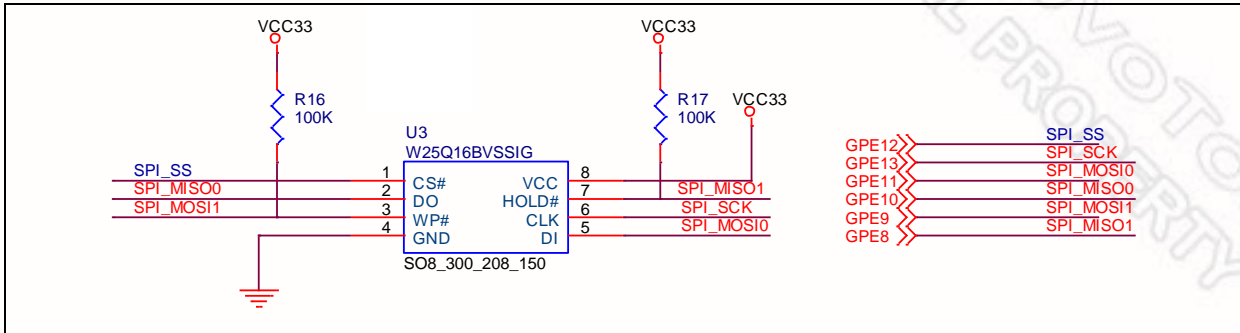 VCC33
VCC33
R16
100K
R17
100K
VCC33
U3
W25Q16BVSSIG
SPI_SS
1
CS#
VCC
8
SPI_MISO0
2
DO
HOLD#
7
SPI_MISO1
SPI_MOSI1
3
WP#
CLK
6
SPI_SCK
4
GND
DI
5
SPI_MOSI0
SO8_300_208_150
GPE12
SPI_SS
GPE13
SPI_SCK
GPE11
SPI_MOSI0
GPE10
SPI_MISO0
GPE9
SPI_MOSI1
GPE8
SPI_MISO1
PROPERTY